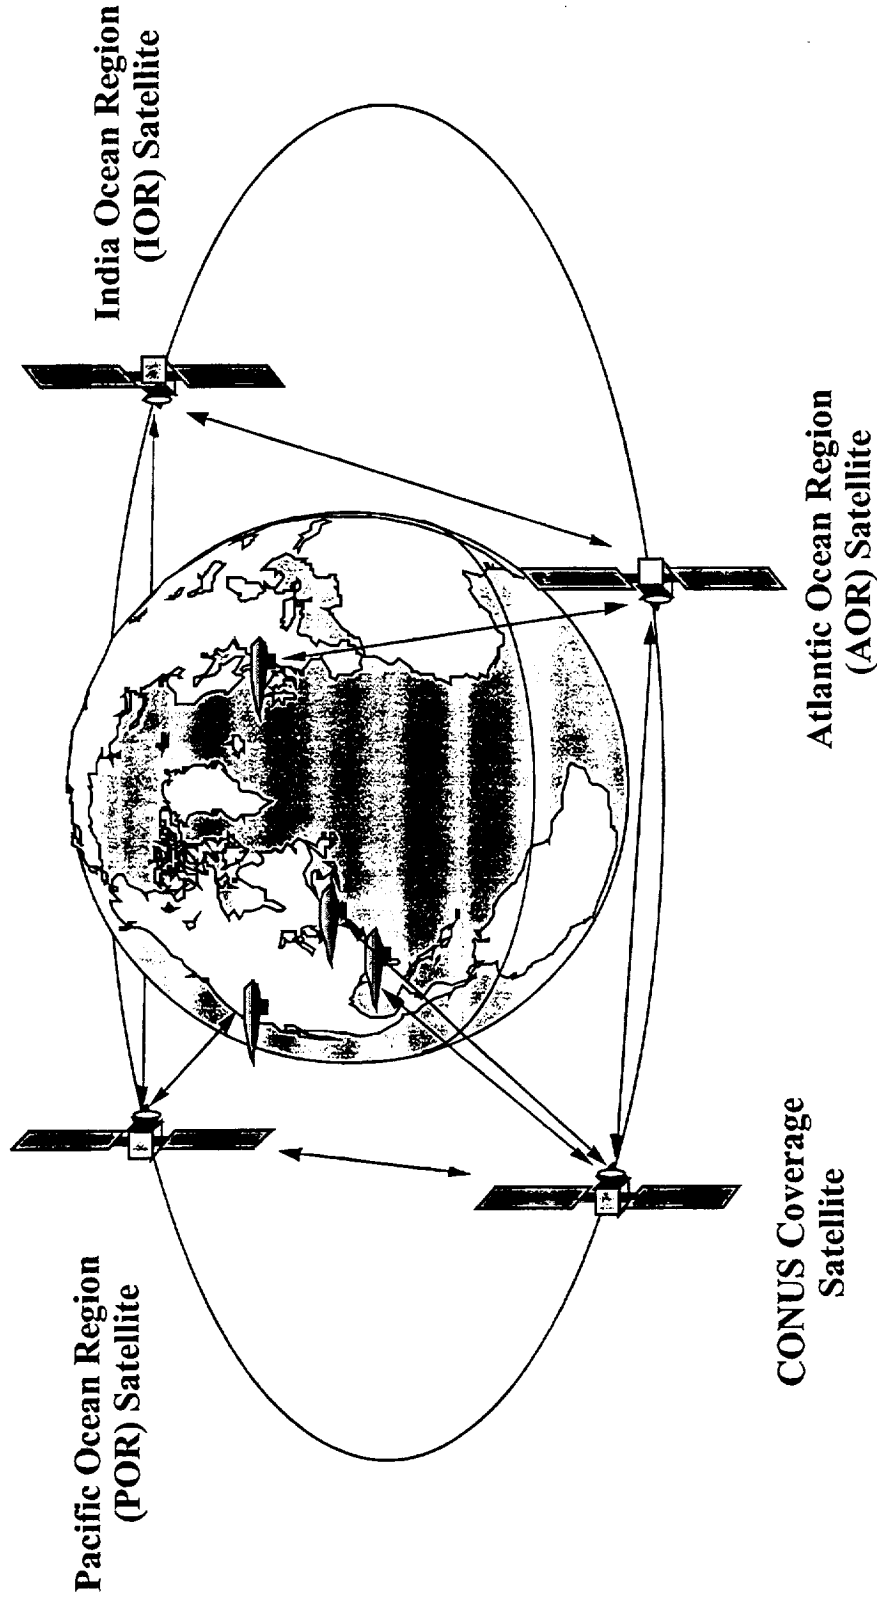 Pacific Ocean Region
(POR) Satellite
India Ocean Region
(IOR) Satellite
CONUS Coverage
Satellite
Atlantic Ocean Region
(AOR) Satellite